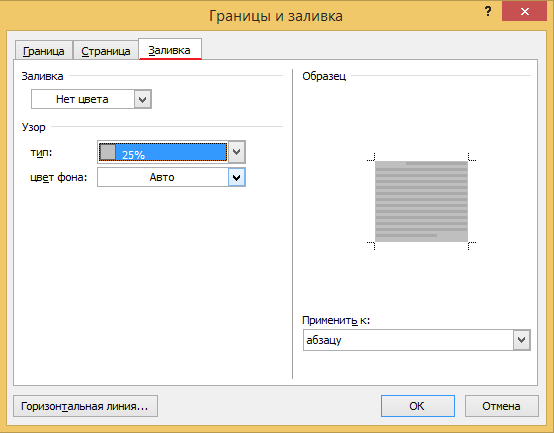 Границы и заливка
?
Граница Страница Заливка
Заливка
Нет цвета
Узор
тип: 25%
цвет фона: Авто
Образец
Применить к:
абзацу
Горизонтальная линия... ОК Отмена